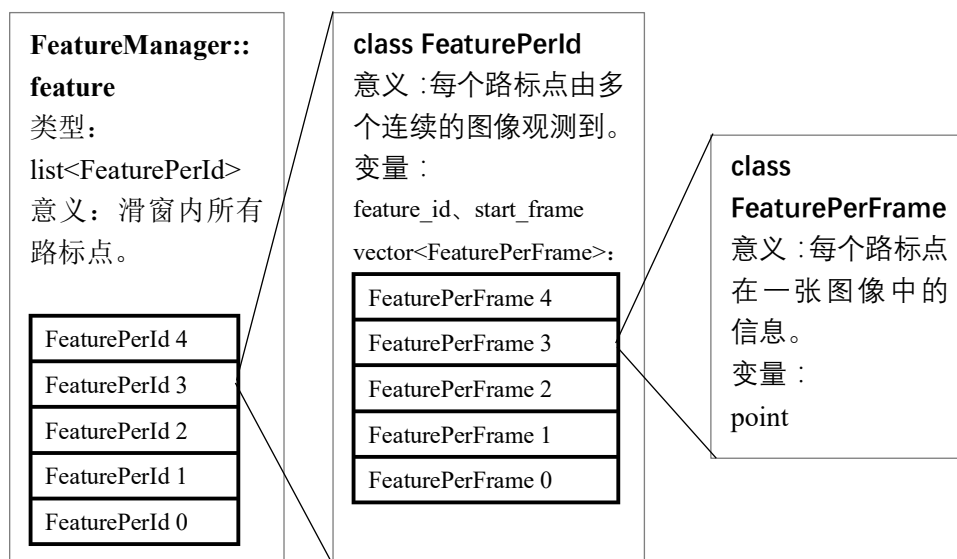 FeatureManager::
feature
类型：
list<FeaturePerId>
意义：滑窗内所有
路标点。
FeaturePerId 4
FeaturePerId 3
FeaturePerId 2
FeaturePerId 1
FeaturePerId 0
class FeaturePerId
意义：每个路标点由多
个连续的图像观测到。
变量：
feature_id、start_frame
vector<FeaturePerFrame>：
FeaturePerFrame 4
FeaturePerFrame 3
FeaturePerFrame 2
FeaturePerFrame 1
FeaturePerFrame 0
class
FeaturePerFrame
意义：每个路标点
在一张图像中的
信息。
变量：
point